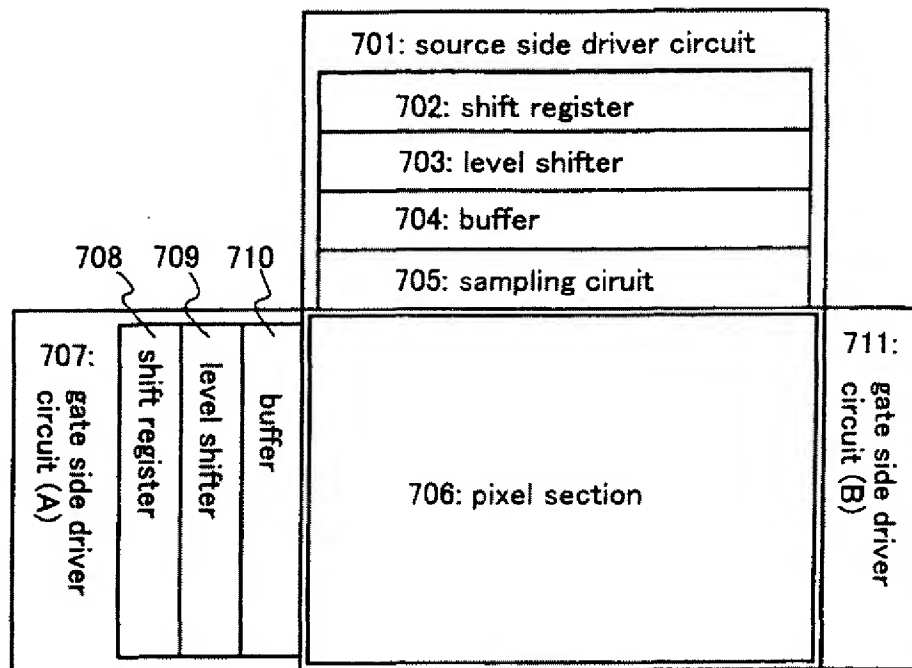 701: source side driver circuit
702: shift register
703: level shifter
704: buffer
705: sampling ciruit
708
709
710
707:
gate side driver
circuit (A)
shift register
level shifter
buffer
706: pixel section
711:
gate side driver
circuit (B)